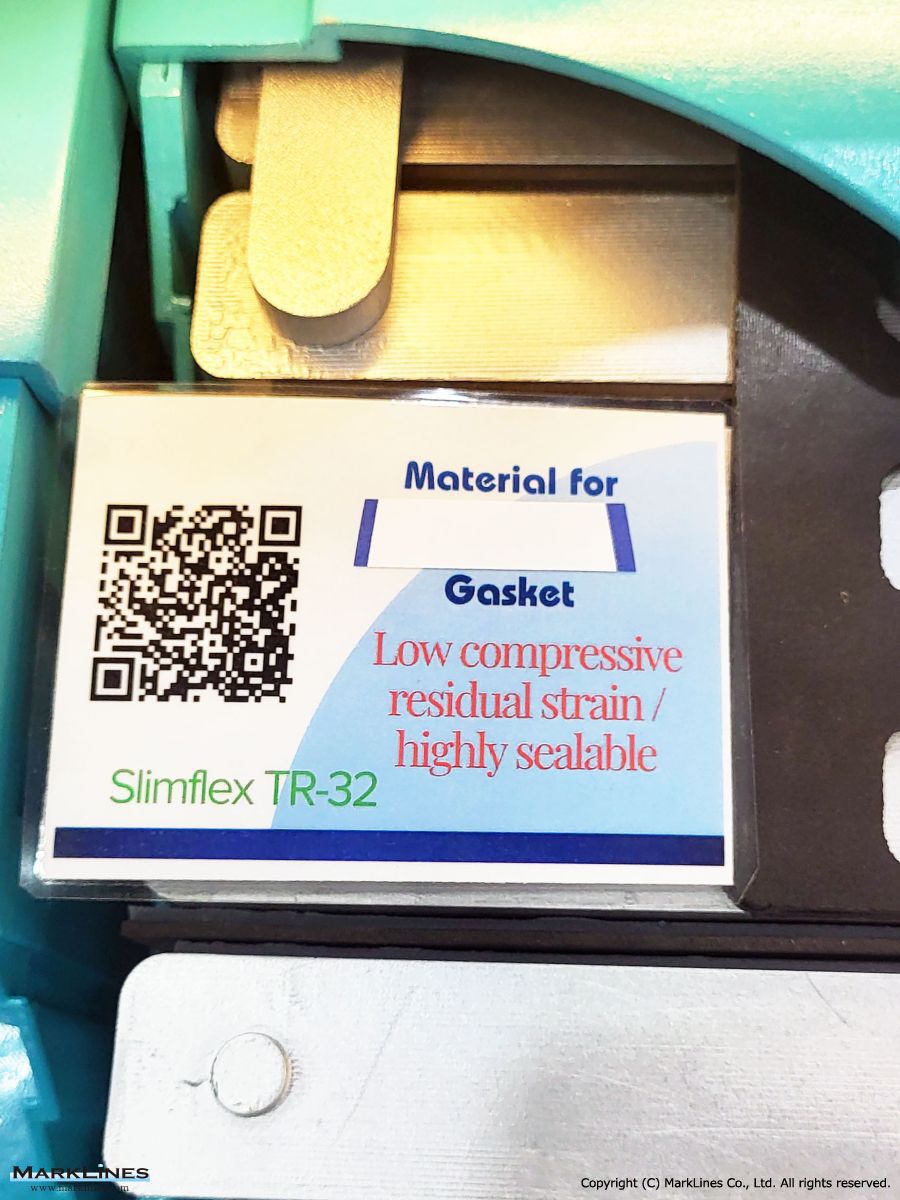 Material for
Gasket
Low compressive
residual strain /
highly sealable
Slimflex TR-32
MARKLINES
Copyright (C) MarkLines Co., Ltd. All rights reserved.